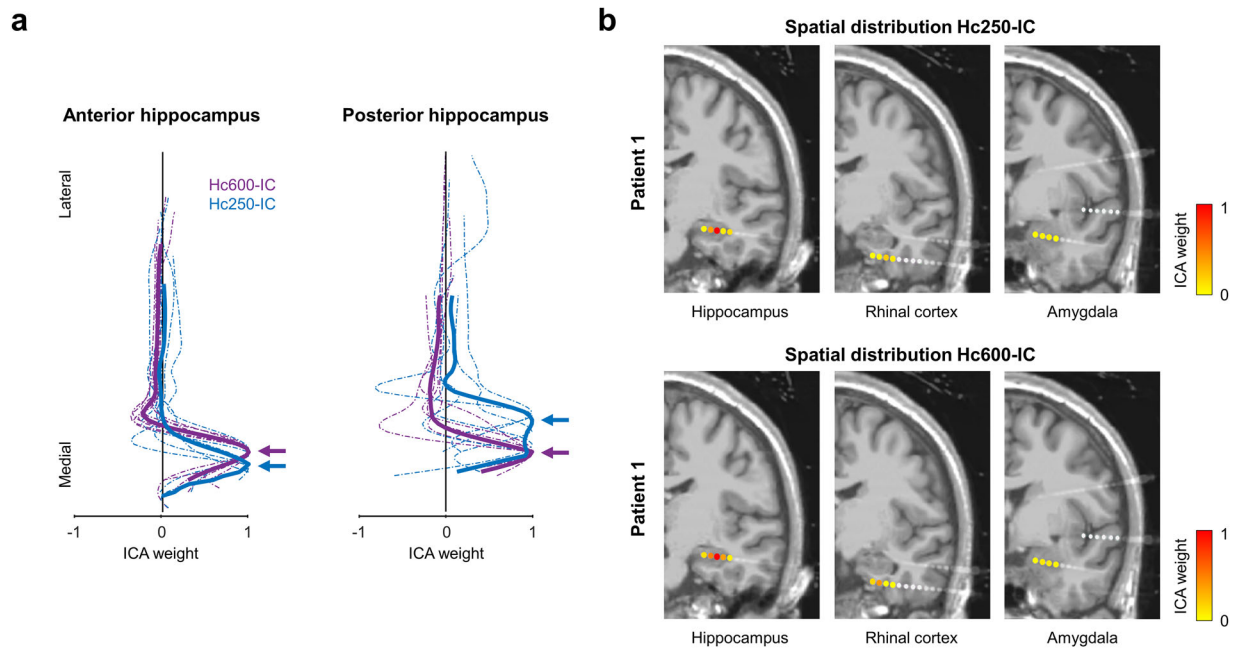 a
Anterior hippocampus
Posterior hippocampus
Lateral
Medial
Hc600-IC
Hc250-IC
-1
0
1
ICA weight
-1
0
1
ICA weight
b
Spatial distribution Hc250-IC
Patient 1
Hippocampus
Rhinal cortex
Amygdala
ICA weight
1
0
Spatial distribution Hc600-IC
Patient 1
Hippocampus
Rhinal cortex
Amygdala
ICA weight
1
0